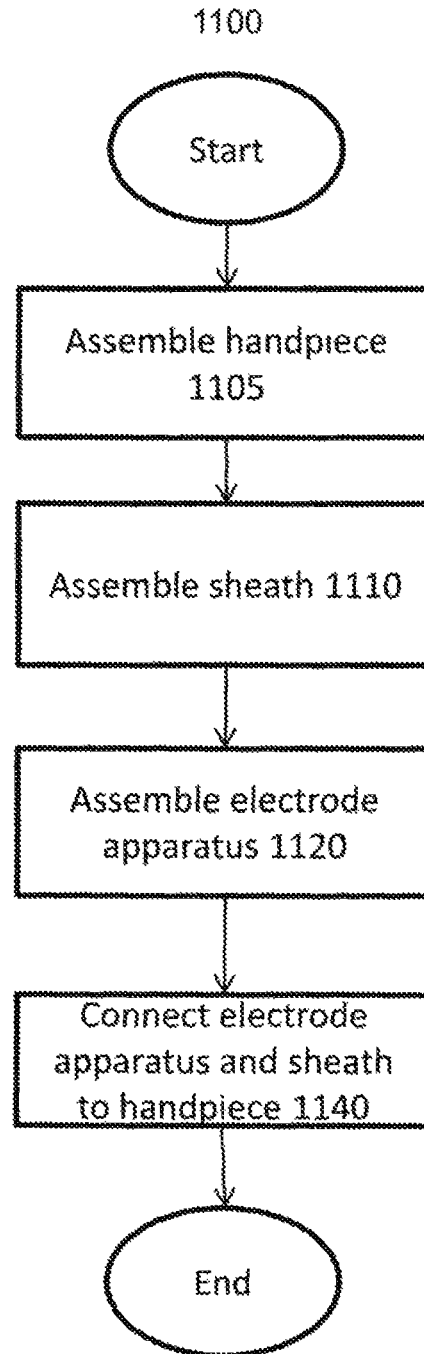 1100
Start
Assemble handpiece
1105
Assemble sheath 1110
Assemble electrode
apparatus 1120
Connect electrode
apparatus and sheath
to handpiece 1140
End